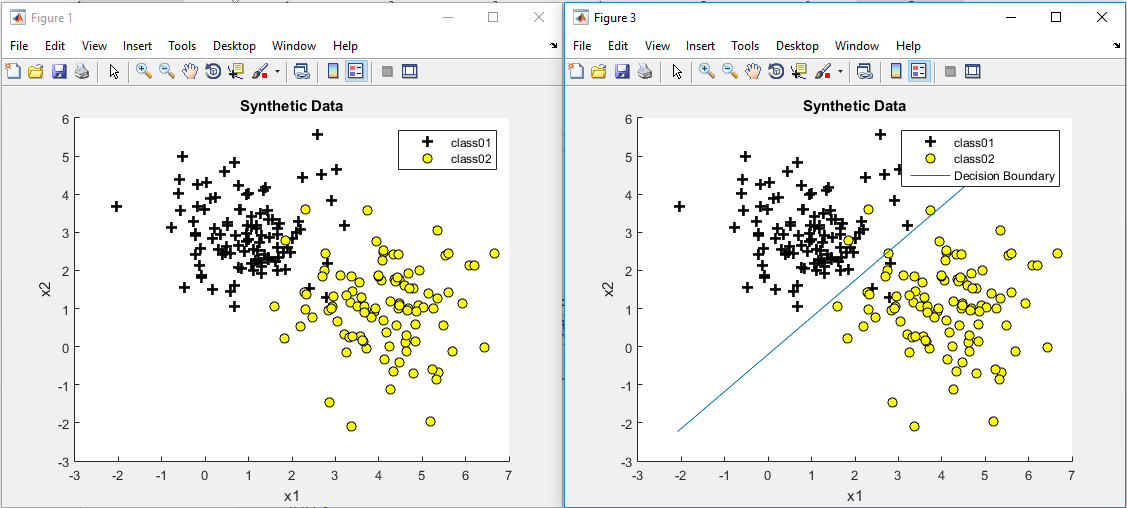 Figure 1
File Edit View Insert Tools Desktop Window Help
Synthetic Data
class01
class02
6
5
4
3
2
1
0
-1
-2
-3
x2
-3 -2 -1 0 1 2 3 4 5 6 7
x1
Figure 3
File Edit View Insert Tools Desktop Window Help
Synthetic Data
class01
class02
Decision Boundary
6
5
4
3
2
1
0
-1
-2
-3
x2
-3 -2 -1 0 1 2 3 4 5 6 7
x1